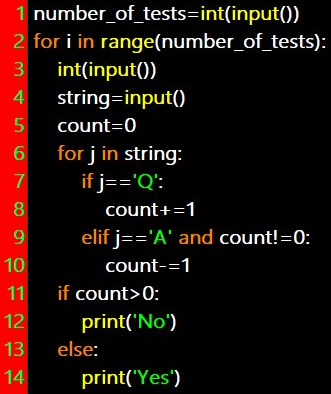 1 number_of_tests=int(input())
2 for i in range(number_of_tests):
3     int(input())
4     string=input()
5     count=0
6     for j in string:
7         if j=='Q':
8             count+=1
9         elif j=='A' and count!=0:
10             count-=1
11     if count>0:
12         print('No')
13     else:
14         print('Yes')